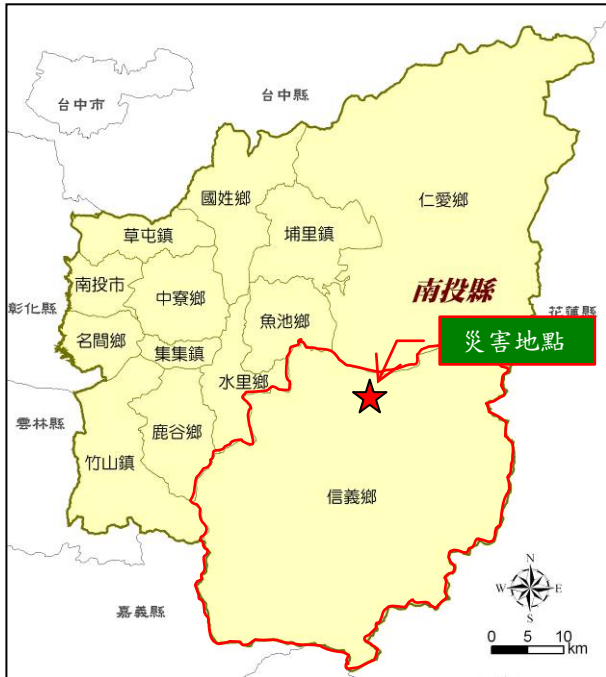 台中市
台中縣
國姓鄉
仁愛鄉
草屯鎮
埔里鎮
南投市
中寮鄉
南投縣
彰化縣
魚池鄉
花蓮縣
名間鄉
災害地點
集集鎮
水里鄉
雲林縣
鹿谷鄉
竹山鎮
信義鄉
嘉義縣
N
W
E
S
0 5 10
km